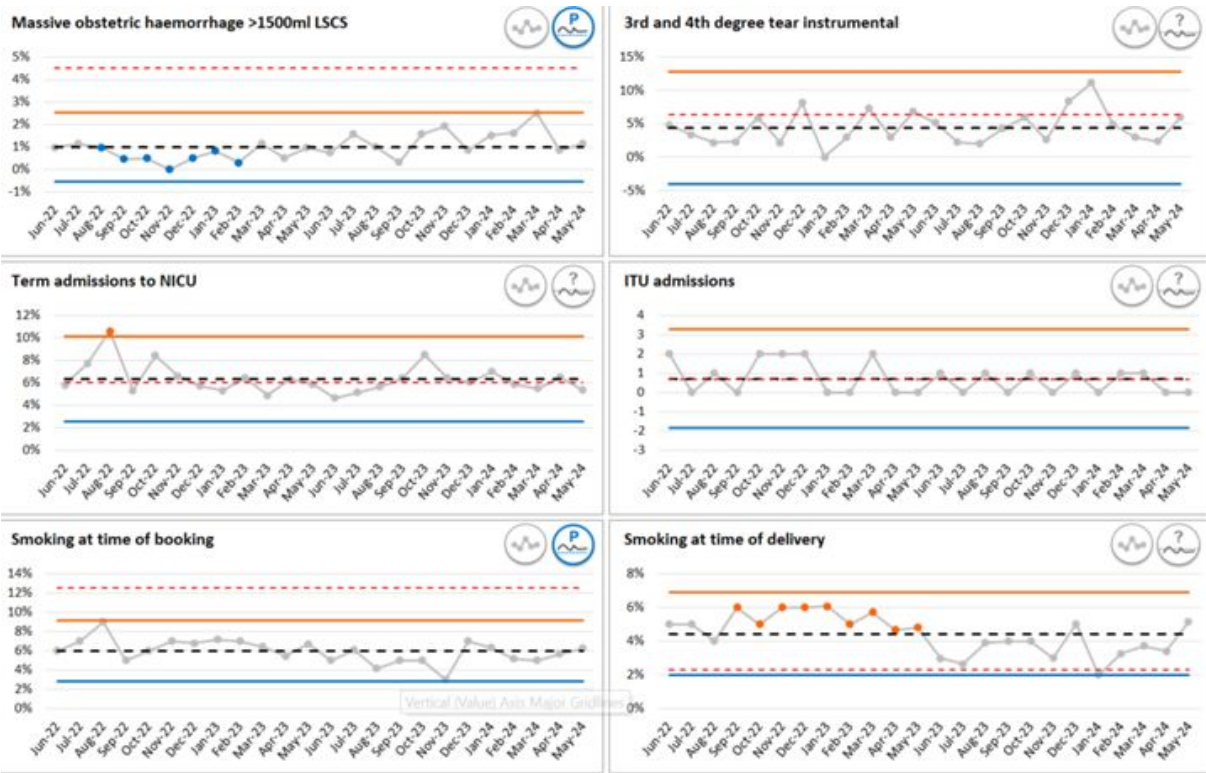 Massive obstetric haemorrhage >1500ml LSCS
P
5%
4%
3%
2%
1%
0%
-1%
Jun-22 Jul-22 Aug-22 Sep-22 Oct-22 Nov-22 Dec-22 Jan-23 Feb-23 Mar-23 Apr-23 May-23 Jun-23 Jul-23 Aug-23 Sep-23 Oct-23 Nov-23 Dec-23 Jan-24 Feb-24 Mar-24 Apr-24 May-24
3rd and 4th degree tear instrumental
?
15%
10%
5%
0%
-5%
Jun-22 Jul-22 Aug-22 Sep-22 Oct-22 Nov-22 Dec-22 Jan-23 Feb-23 Mar-23 Apr-23 May-23 Jun-23 Jul-23 Aug-23 Sep-23 Oct-23 Nov-23 Dec-23 Jan-24 Feb-24 Mar-24 Apr-24 May-24
Term admissions to NICU
?
12%
10%
8%
6%
4%
2%
0%
Jun-22 Jul-22 Aug-22 Sep-22 Oct-22 Nov-22 Dec-22 Jan-23 Feb-23 Mar-23 Apr-23 May-23 Jun-23 Jul-23 Aug-23 Sep-23 Oct-23 Nov-23 Dec-23 Jan-24 Feb-24 Mar-24 Apr-24 May-24
ITU admissions
?
4
3
2
1
0
-1
-2
-3
Jun-22 Jul-22 Aug-22 Sep-22 Oct-22 Nov-22 Dec-22 Jan-23 Feb-23 Mar-23 Apr-23 May-23 Jun-23 Jul-23 Aug-23 Sep-23 Oct-23 Nov-23 Dec-23 Jan-24 Feb-24 Mar-24 Apr-24 May-24
Smoking at time of booking
P
14%
12%
10%
8%
6%
4%
2%
0%
Vertical (Value) Axis Major Gridlines
Jun-22 Jul-22 Aug-22 Sep-22 Oct-22 Nov-22 Dec-22 Jan-23 Feb-23 Mar-23 Apr-23 May-23 Jun-23 Jul-23 Aug-23 Sep-23 Oct-23 Nov-23 Dec-23 Jan-24 Feb-24 Mar-24 Apr-24 May-24
Smoking at time of delivery
?
8%
6%
4%
2%
0%
Jun-22 Jul-22 Aug-22 Sep-22 Oct-22 Nov-22 Dec-22 Jan-23 Feb-23 Mar-23 Apr-23 May-23 Jun-23 Jul-23 Aug-23 Sep-23 Oct-23 Nov-23 Dec-23 Jan-24 Feb-24 Mar-24 Apr-24 May-24